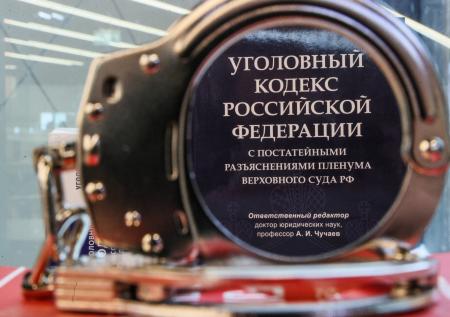 УГОЛОВНЫЙ
КОДЕКС
РОССИЙСКОЙ
ФЕДЕРАЦИИ
С ПОСТАТЕЙНЫМИ
РАЗЪЯСНЕНИЯМИ ПЛЕНУМА
ВЕРХОВНОГО СУДА РФ
Ответственный редактор
доктор юридических наук,
профессор А. И. Чучаев